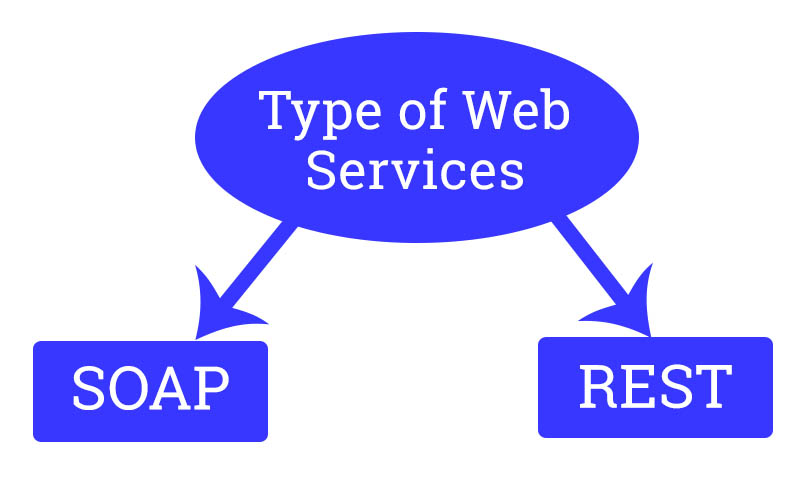 Type of Web
Services
SOAP
REST